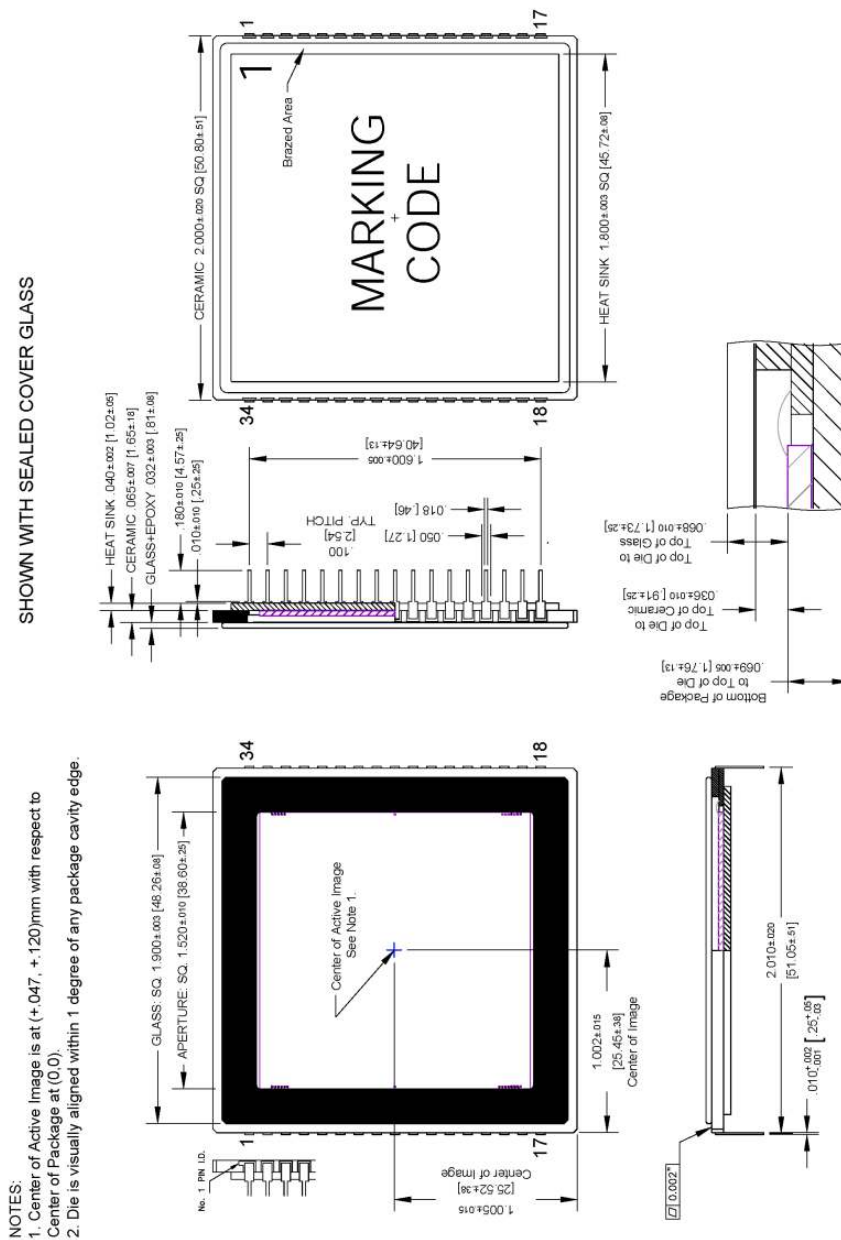 SHOWN WITH SEALED COVER GLASS
1
17
34
18
CERAMIC 2.000±.020 SQ [50.80±.51]
1
Brazed Area
MARKING
+
CODE
HEAT SINK 1.800±.003 SQ [45.72±.08]
HEAT SINK .040±.002 [1.02±.05]
CERAMIC .065±.007 [1.65±.18]
GLASS+EPOXY .032±.003 [.81±.08]
.180±.010 [4.57±.25]
.010±.010 [.25±.25]
.100
[2.54]
TYP. PITCH
.050 [1.27]
.018 [.46]
1.600±.005
[40.64±.13]
Top of Die to
Top of Glass
.068±.010 [1.73±.25]
Top of Die to
Top of Ceramic
.036±.010 [.91±.25]
Bottom of Package
to Top of Die
.069±.005 [1.76±.13]
NOTES:
1. Center of Active Image is at (+.047, +.120)mm with respect to
Center of Package at (0,0).
2. Die is visually aligned within 1 degree of any package cavity edge.
GLASS: SQ. 1.900±.003 [48.26±.08]
APERTURE: SQ. 1.520±.010 [38.60±.25]
1
34
17
18
No. 1 PIN I.D.
Center of Active Image
See Note 1.
1.002±.015
[25.45±.38]
Center of Image
1.005±.015
[25.52±.38]
Center of Image
2.010±.020
[51.05±.51]
.010+.002 -.001 [.25+.05 -.03]
0.002"